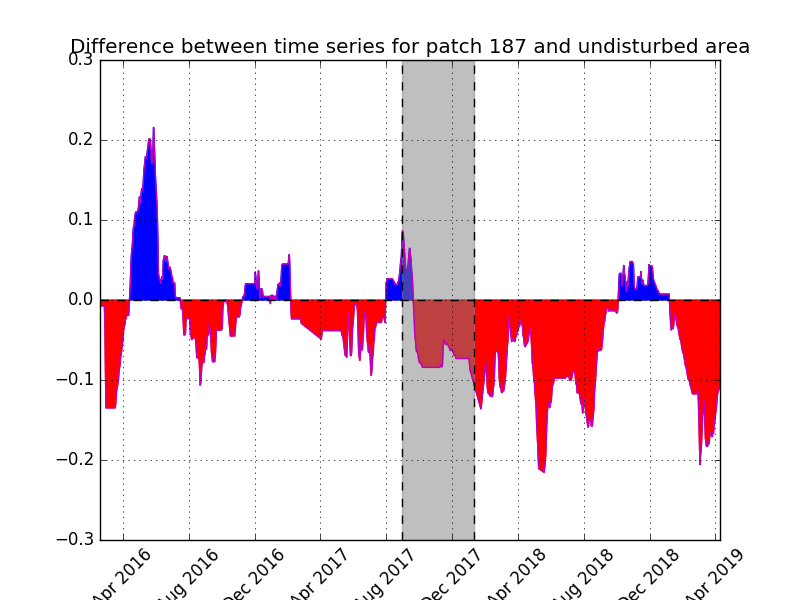 Difference between time series for patch 187 and undisturbed area
0.3
0.2
0.1
0.0
−0.1
−0.2
−0.3
Apr 2016
Aug 2016
Dec 2016
Apr 2017
Aug 2017
Dec 2017
Apr 2018
Aug 2018
Dec 2018
Apr 2019